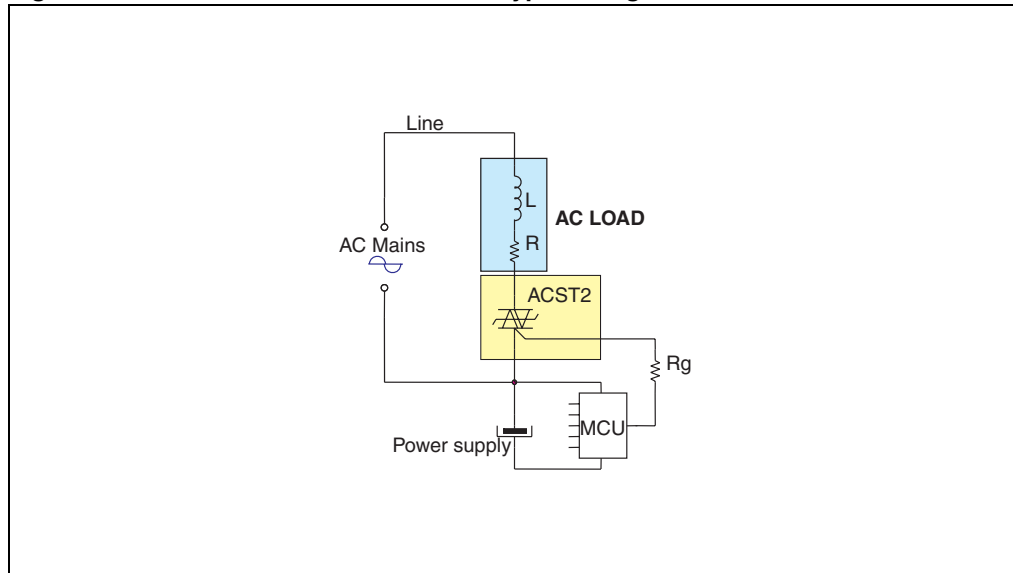 Line
L
AC LOAD
R
AC Mains
ACST2
Rg
MCU
Power supply